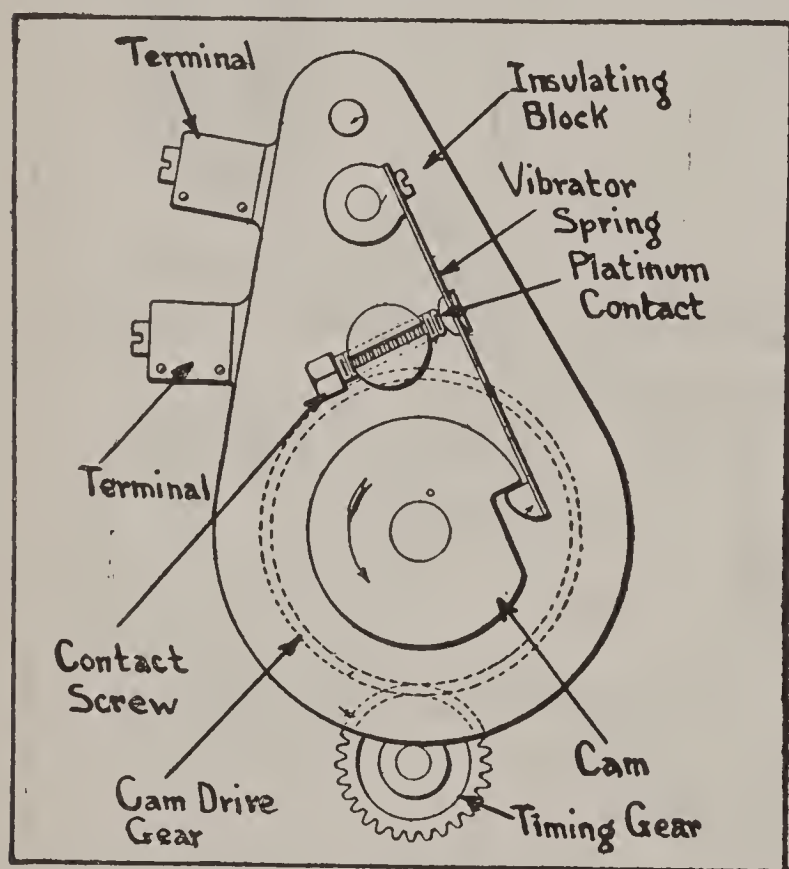 Terminal
Insulating
Block
Vibrator
Spring
Platinum
Contact
Terminal
Contact
Screw
Cam Drive
Gear
Cam
Timing Gear